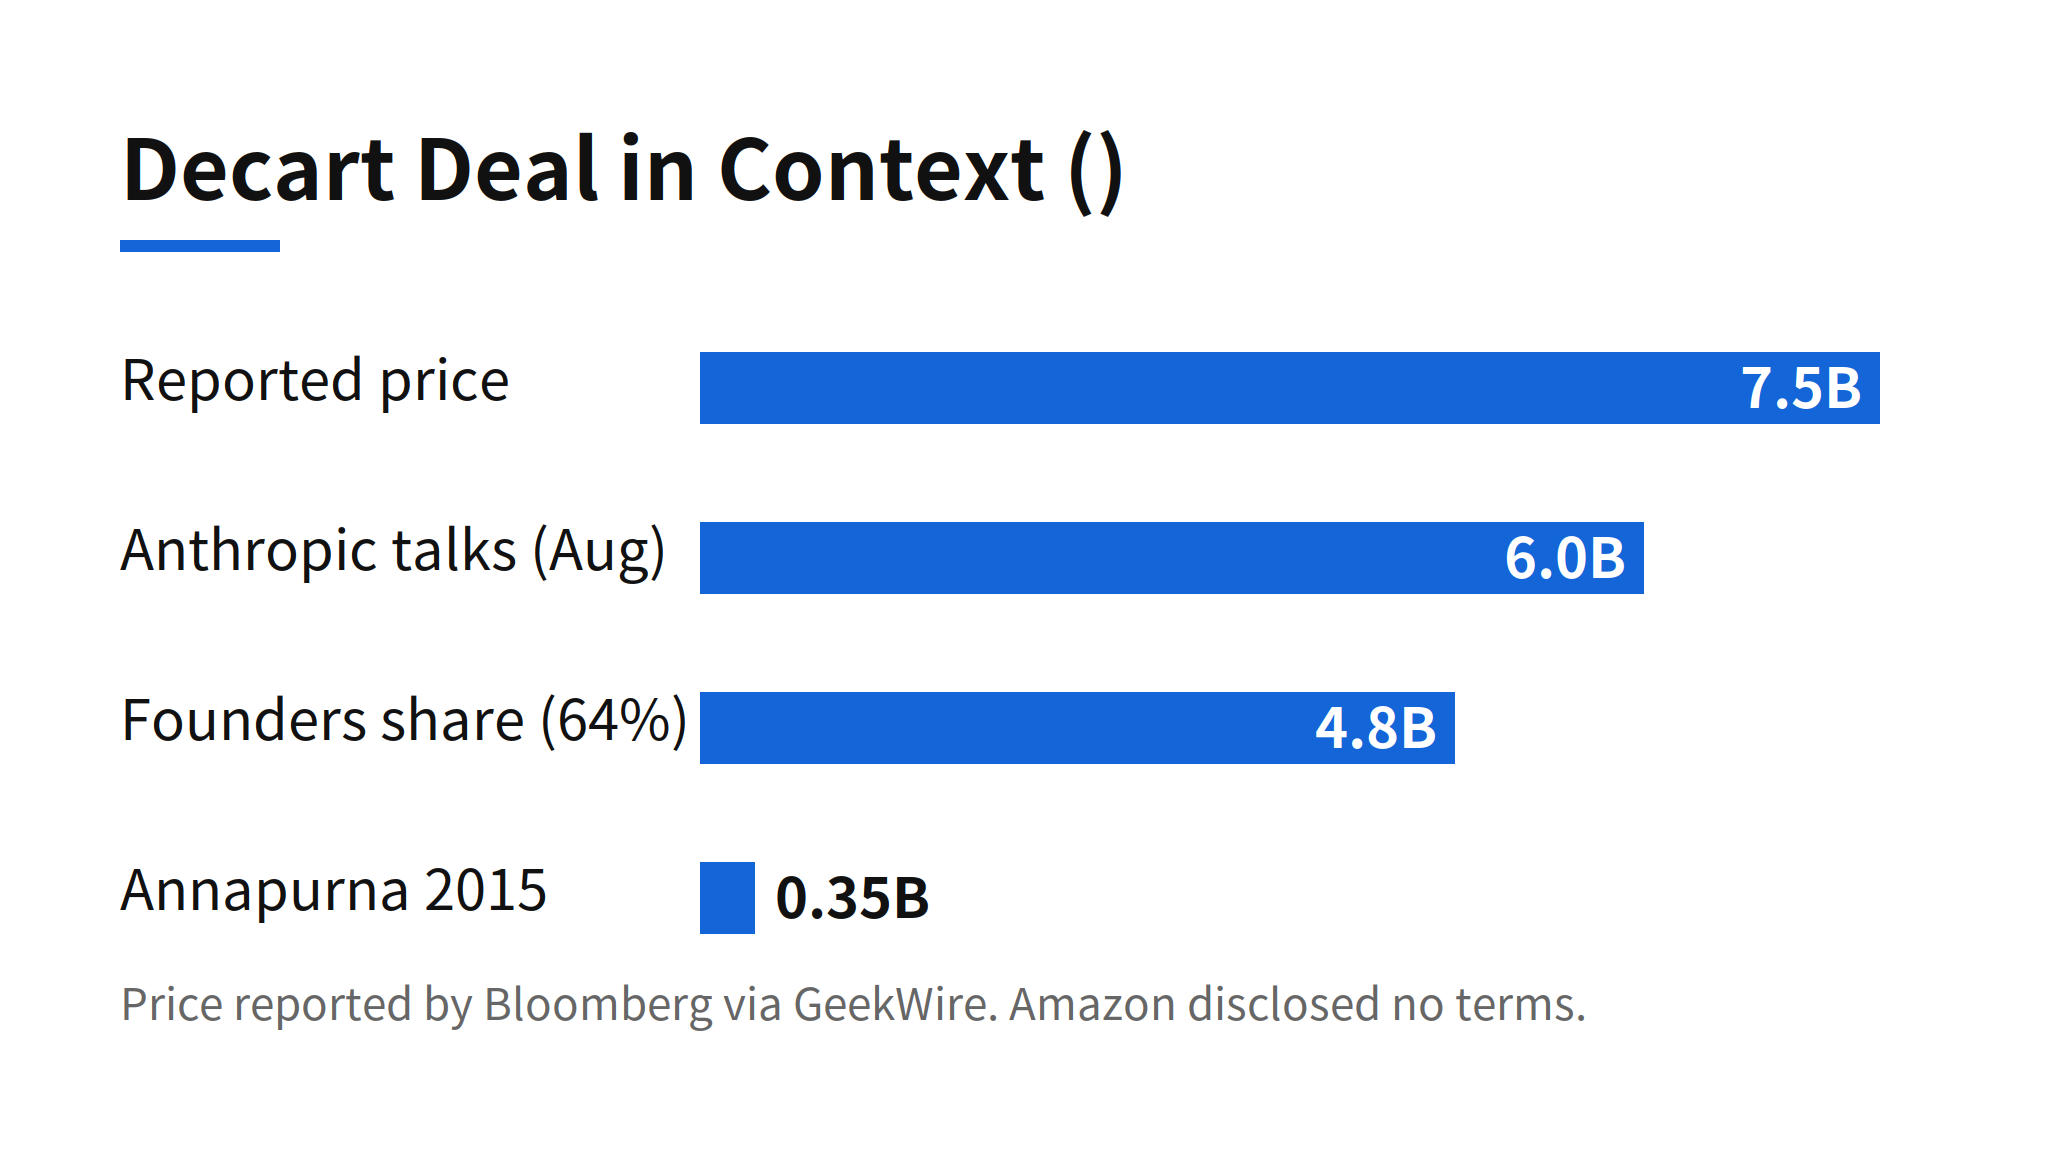 Decart Deal in Context ()
Reported price 7.5B
Anthropic talks (Aug) 6.0B
Founders share (64%) 4.8B
Annapurna 2015 0.35B
Price reported by Bloomberg via GeekWire. Amazon disclosed no terms.